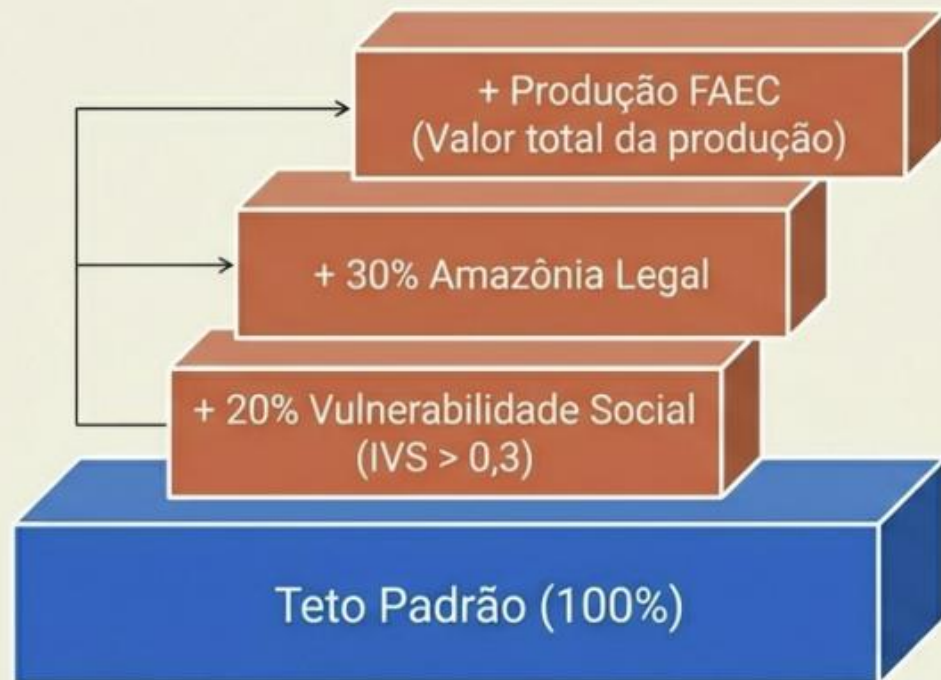 + Produção FAEC
(Valor total da produção)
+ 30% Amazônia Legal
+ 20% Vulnerabilidade Social
(IVS > 0,3)
Teto Padrão (100%)